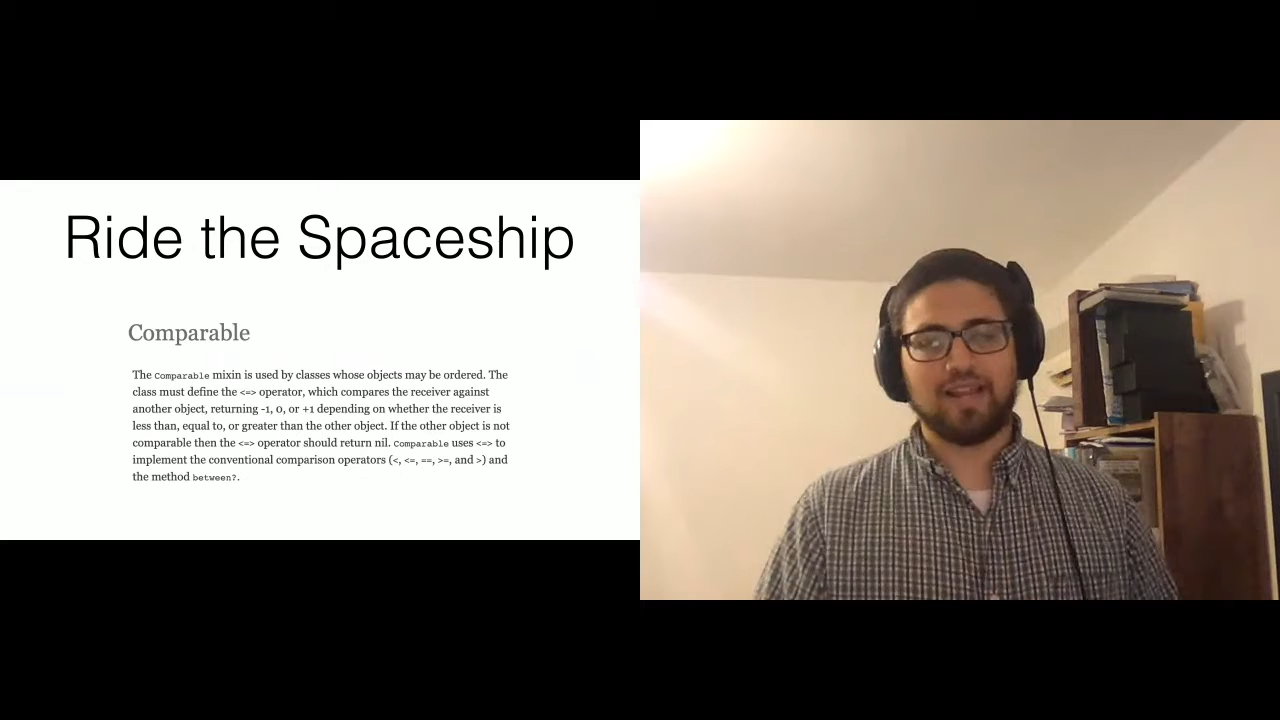 Ride the Spaceship
Comparable
The Comparable mixin is used by classes whose objects may be ordered. The
class must define the <=> operator, which compares the receiver against
another object, returning -1, 0, or +1 depending on whether the receiver is
less than, equal to, or greater than the other object. If the other object is not
comparable then the <=> operator should return nil. Comparable uses <=> to
implement the conventional comparison operators (<, <=, ==, >=, and >) and
the method between?.